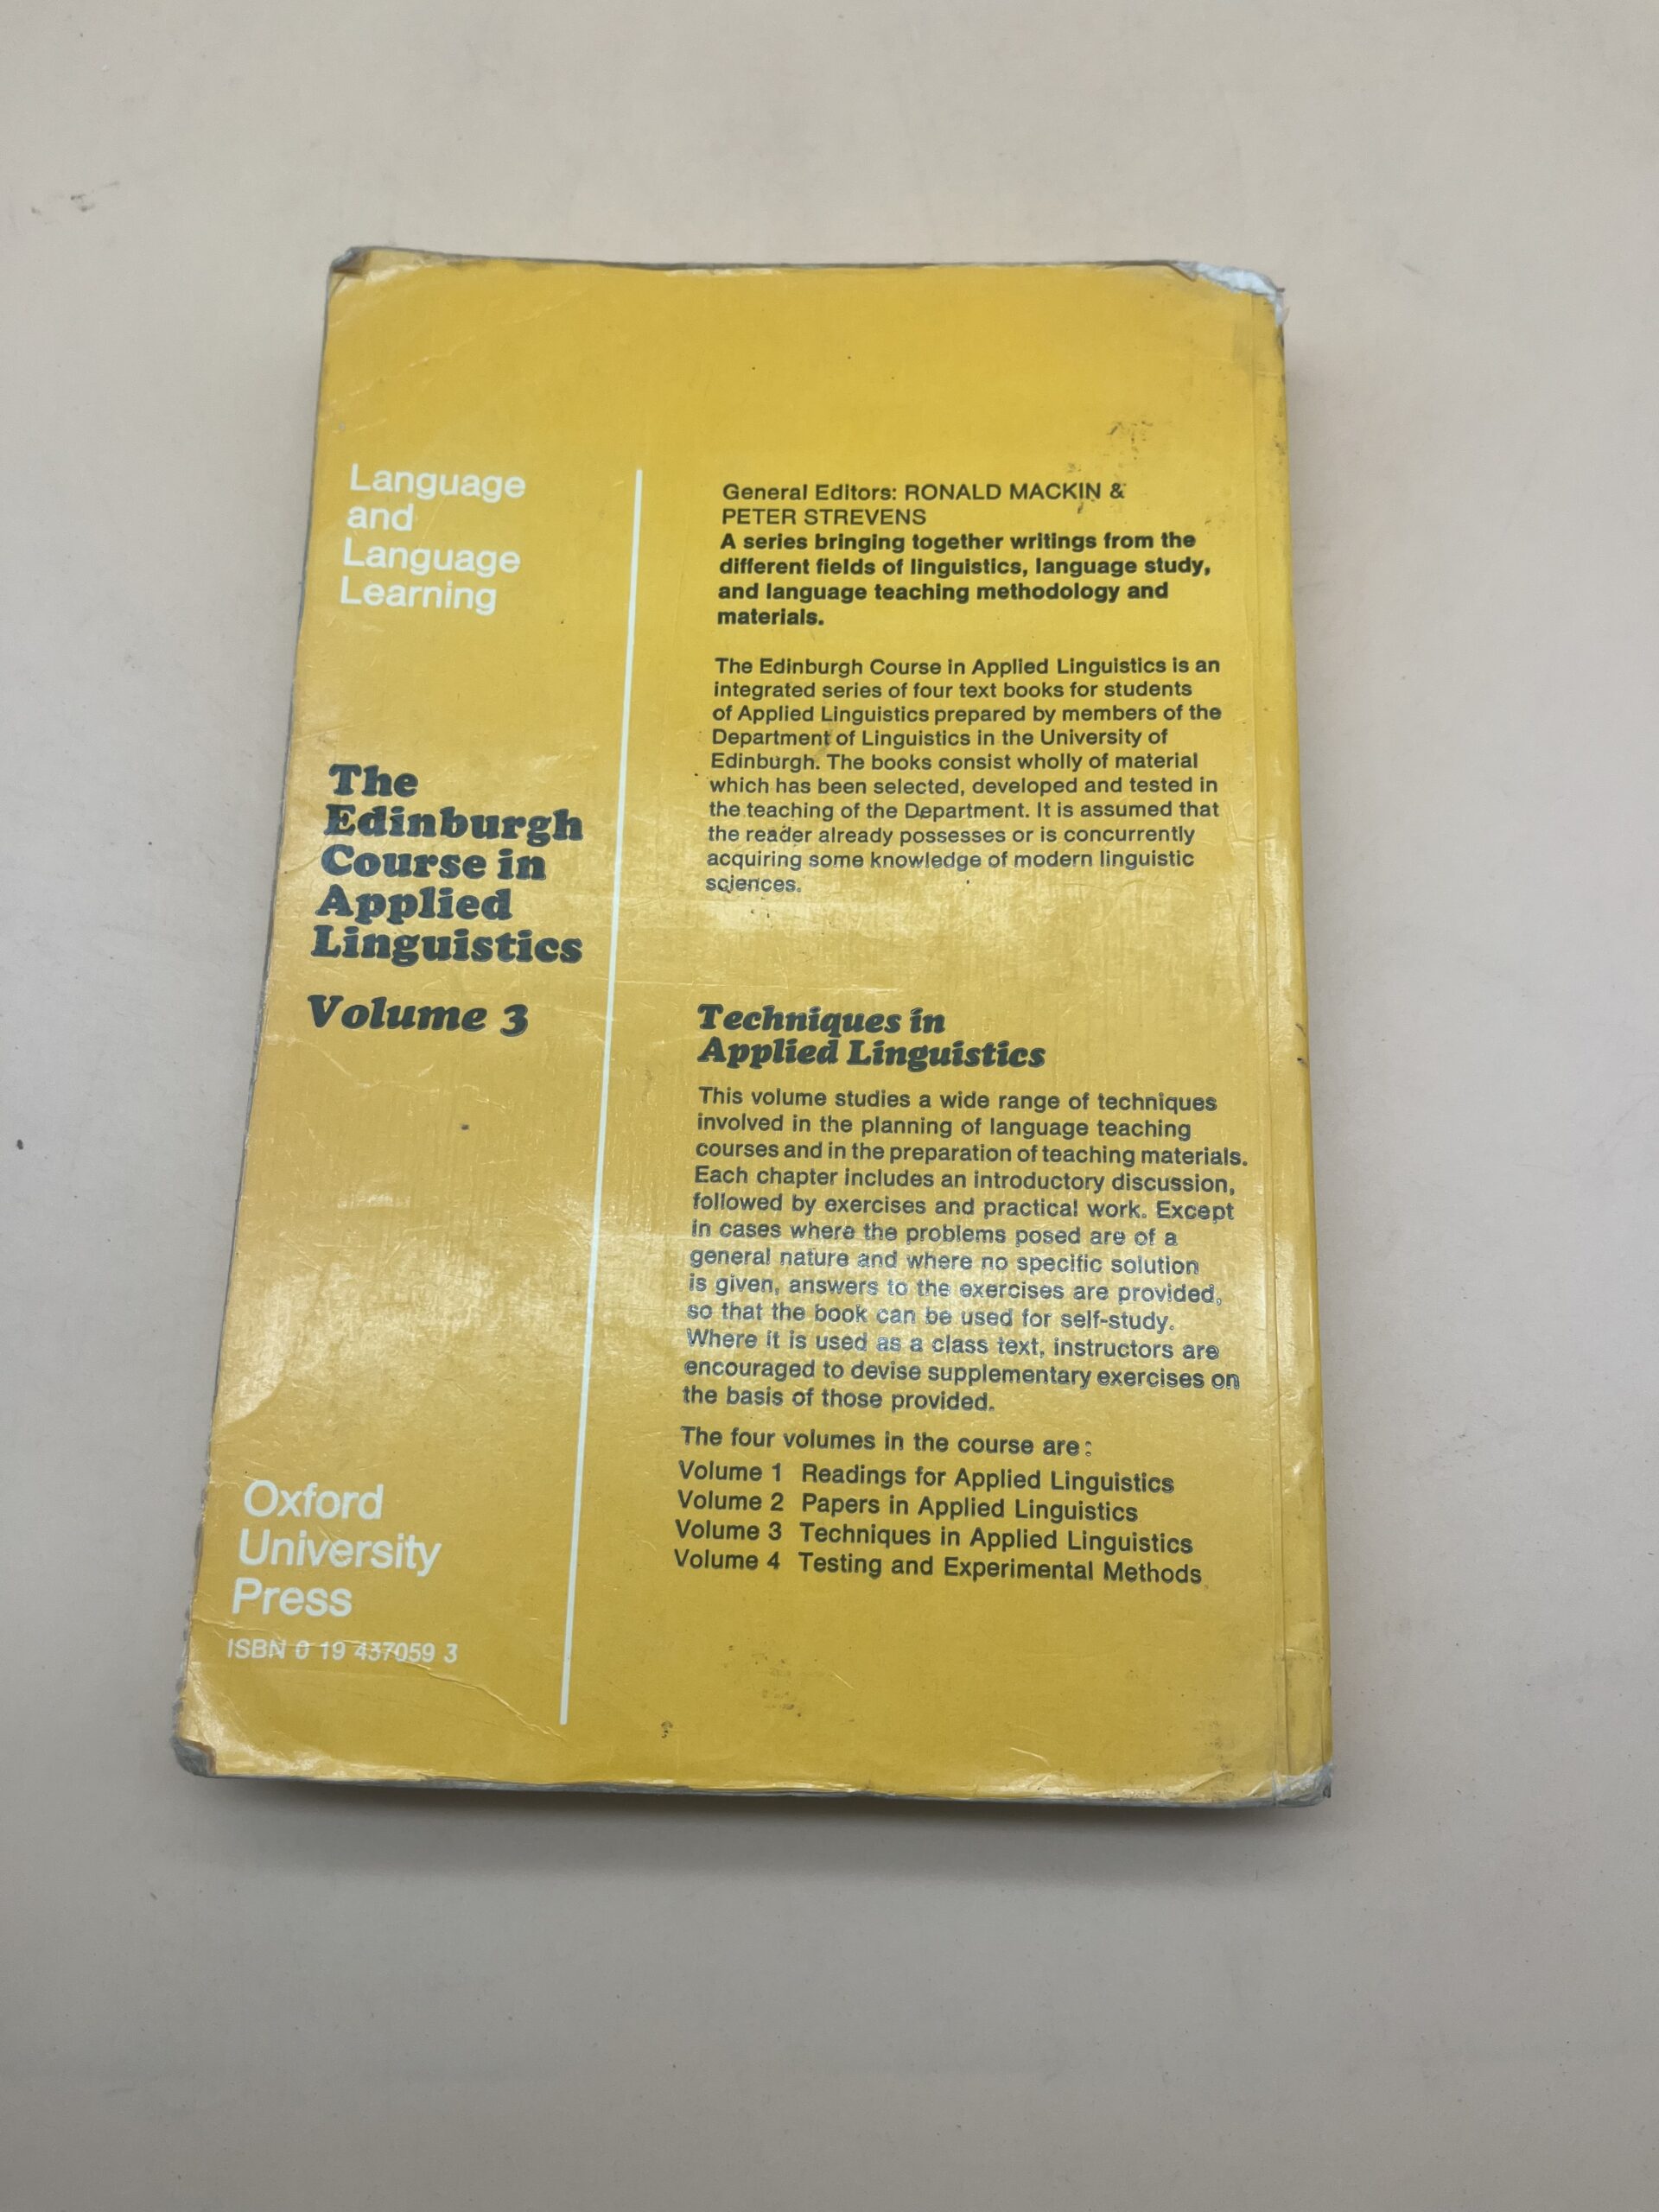 Language
and
Language
Learning
The
Edinburgh
Course in
Applied
Linguistics
Volume 3
Oxford
University
Press
ISBN 0 19 437059 3
General Editors: RONALD MACKIN &
PETER STREVENS
A series bringing together writings from the
different fields of linguistics, language study,
and language teaching methodology and
materials.
The Edinburgh Course in Applied Linguistics is an
integrated series of four text books for students
of Applied Linguistics prepared by members of the
Department of Linguistics in the University of
Edinburgh. The books consist wholly of material
which has been selected, developed and tested in
the teaching of the Department. It is assumed that
the reader already possesses or is concurrently
acquiring some knowledge of modern linguistic
sciences.
Techniques in
Applied Linguistics
This volume studies a wide range of techniques
involved in the planning of language teaching
courses and in the preparation of teaching materials.
Each chapter includes an introductory discussion,
followed by exercises and practical work. Except
in cases where the problems posed are of a
general nature and where no specific solution
is given, answers to the exercises are provided,
so that the book can be used for self-study.
Where it is used as a class text, instructors are
encouraged to devise supplementary exercises on
the basis of those provided.
The four volumes in the course are:
Volume 1 Readings for Applied Linguistics
Volume 2 Papers in Applied Linguistics
Volume 3 Techniques in Applied Linguistics
Volume 4 Testing and Experimental Methods